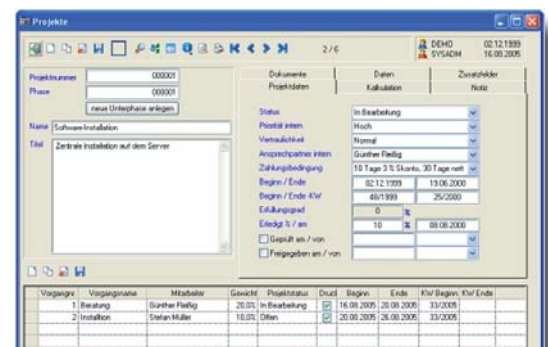 Projekte
2/6
DEMO 02.12.1999
SYSADM 16.08.2005
Projektnummer 000001
Phase 000001
neue Unterphase anlegen
Name Software-Installation
Titel Zentrale Installation auf dem Server
Dokumente Daten Zusatzfelder
Projektdaten Kalkulation Notiz
Status In Bearbeitung
Priorität intern Hoch
Vertraulichkeit Normal
Ansprechpartner intern Günther Fleißig
Zahlungsbedingung 10 Tage 3 % Skonto, 30 Tage nett
Beginn / Ende 02.12.1999 19.06.2000
Beginn / Ende -KW 48/1999 25/2000
Erfüllungsgrad 0 %
Erledigt % / am 10 % 08.08.2000
Geprüft am / von
Freigegeben am / von
Vorgangnr. Vorgangsname Mitarbeiter Gewicht Projektstatus Druck Beginn Ende KW Beginn KW Ende
1 Beratung Günther Fleißig 20,0% In Bearbeitung 16.08.2005 20.08.2005 33/2005
2 Installtion Stefan Müller 10,0% Offen 20.08.2005 26.08.2005 33/2005